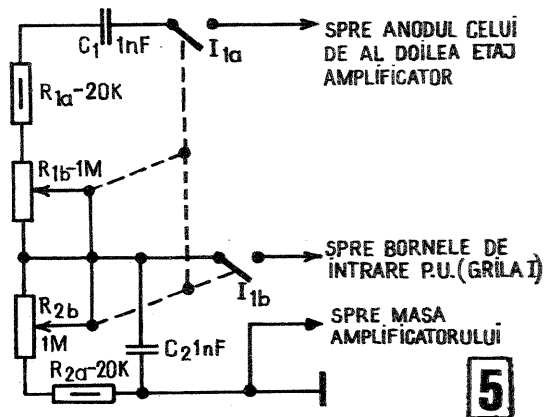 C1 1nF
I1a
SPRE ANODUL CELUI
DE AL DOILEA ETAJ
AMPLIFICATOR
R1a-20K
R1b-1M
SPRE BORNELE DE
INTRARE P.U.(GRILA I)
I1b
R2b
1M
C2 1nF
SPRE MASA
AMPLIFICATORULUI
R2a-20K
5